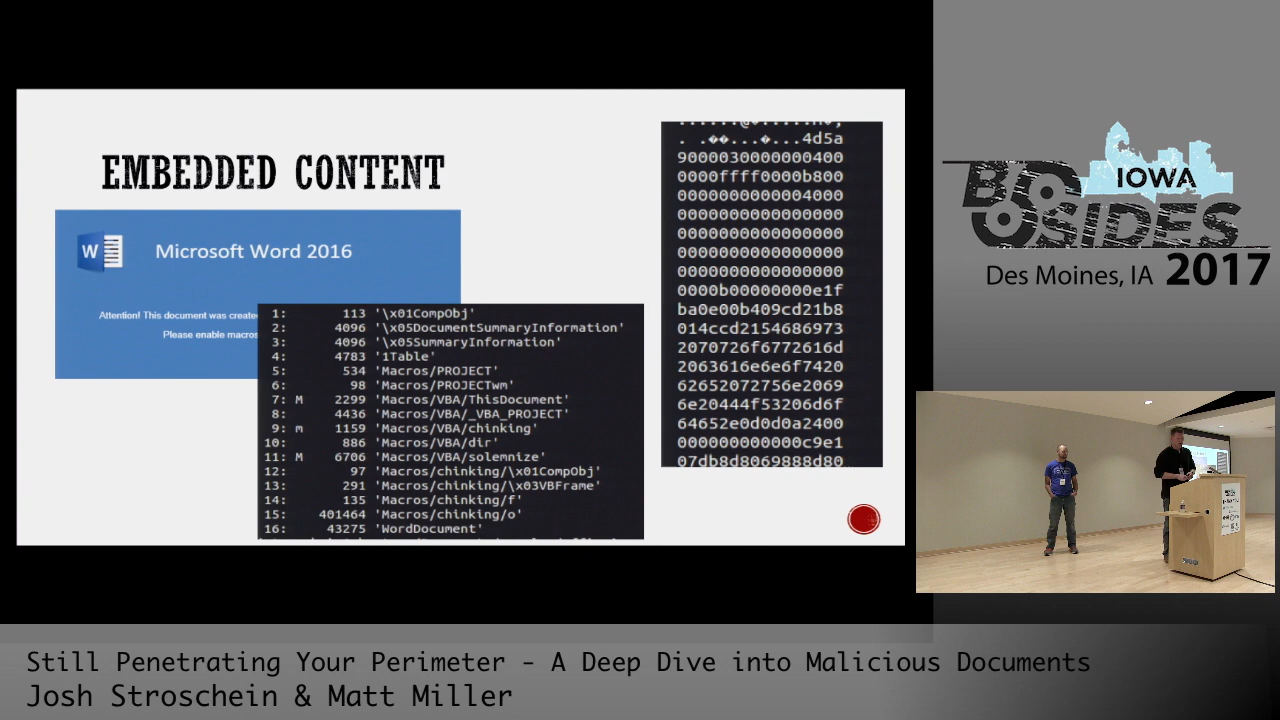 EMBEDDED CONTENT
Microsoft Word 2016
Attention! This document was create
Please enable macros
1: 113 '\x01CompObj'
2: 4096 '\x05DocumentSummaryInformation'
3: 4096 '\x05SummaryInformation'
4: 4783 '1Table'
5: 534 'Macros/PROJECT'
6: 98 'Macros/PROJECTwm'
7: M 2299 'Macros/VBA/ThisDocument'
8: 4436 'Macros/VBA/_VBA_PROJECT'
9: m 1159 'Macros/VBA/chinking'
10: 886 'Macros/VBA/dir'
11: M 6706 'Macros/VBA/solemnize'
12: 97 'Macros/chinking/\x01CompObj'
13: 291 'Macros/chinking/\x03VBFrame'
14: 135 'Macros/chinking/f'
15: 401464 'Macros/chinking/o'
16: 43275 'WordDocument'
. .��...�...4d5a
9000030000000400
0000ffff0000b800
0000000000004000
0000000000000000
0000000000000000
0000000000000000
0000000000000000
0000b00000000e1f
ba0e00b409cd21b8
014ccd2154686973
2070726f6772616d
2063616e6e6f7420
62652072756e2069
6e20444f53206d6f
64652e0d0d0a2400
000000000000c9e1
07db8d8069888d80
IOWA
BSIDES
Des Moines, IA 2017
Still Penetrating Your Perimeter - A Deep Dive into Malicious Documents
Josh Stroschein & Matt Miller